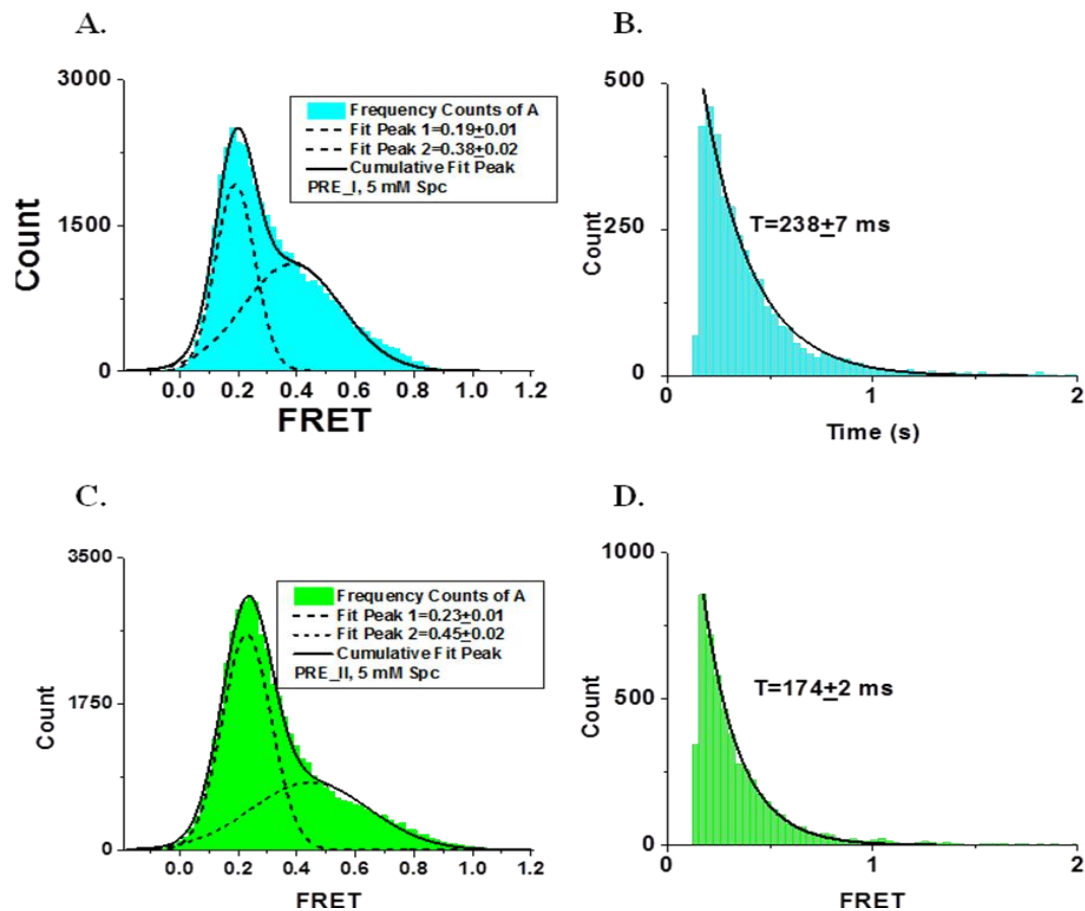 A.
3000
1500
0
Count
0.0 0.2 0.4 0.6 0.8 1.0 1.2
FRET
Frequency Counts of A
Fit Peak 1=0.19±0.01
Fit Peak 2=0.38±0.02
Cumulative Fit Peak
PRE_I, 5 mM Spc
B.
500
250
0
Count
T=238±7 ms
0 1 2
Time (s)
C.
3500
1750
0
Count
0.0 0.2 0.4 0.6 0.8 1.0 1.2
FRET
Frequency Counts of A
Fit Peak 1=0.23±0.01
Fit Peak 2=0.45±0.02
Cumulative Fit Peak
PRE_II, 5 mM Spc
D.
1000
500
0
Count
T=174±2 ms
0 1 2
FRET